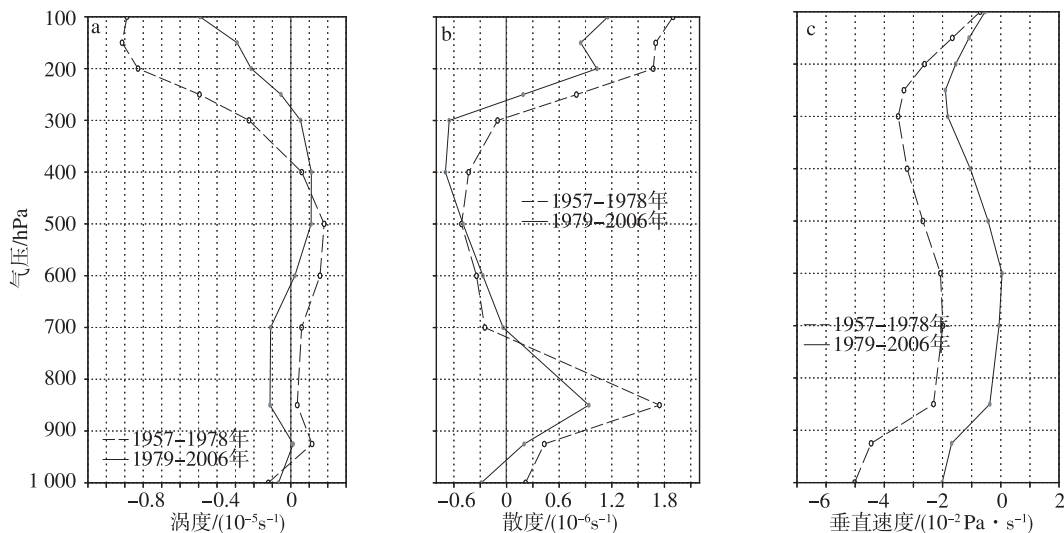 a
100
200
300
400
500
600
700
800
900
1 000
气压/hPa
1957−1978年
1979−2006年
−0.8
−0.4
0
涡度/(10⁻⁵s⁻¹)
b
1957−1978年
1979−2006年
−0.6
0
0.6
1.2
1.8
散度/(10⁻⁶s⁻¹)
c
1957−1978年
1979−2006年
−6
−4
−2
0
2
垂直速度/(10⁻² Pa · s⁻¹)